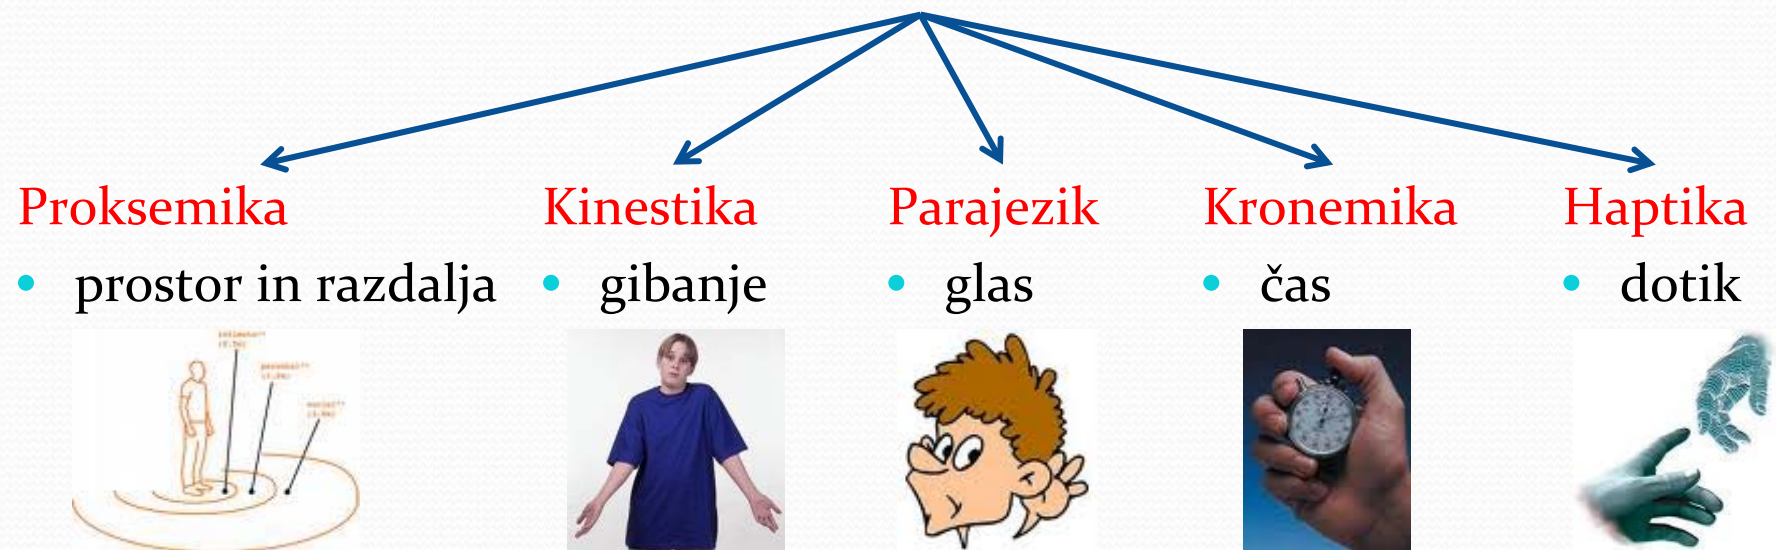 Proksemika
• prostor in razdalja
Kinestika
• gibanje
Parajezik
• glas
Kronemika
• čas
Haptika
• dotik